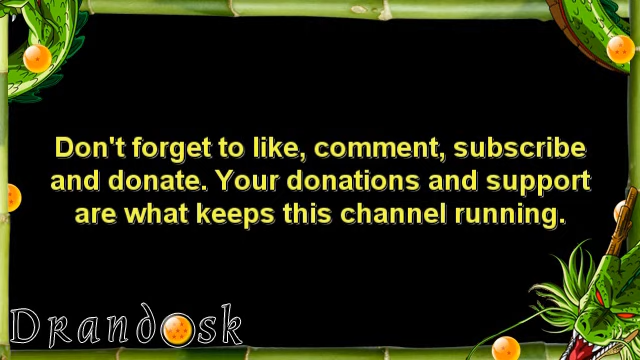 Don't forget to like, comment, subscribe
and donate. Your donations and support
are what keeps this channel running.
Drandosk